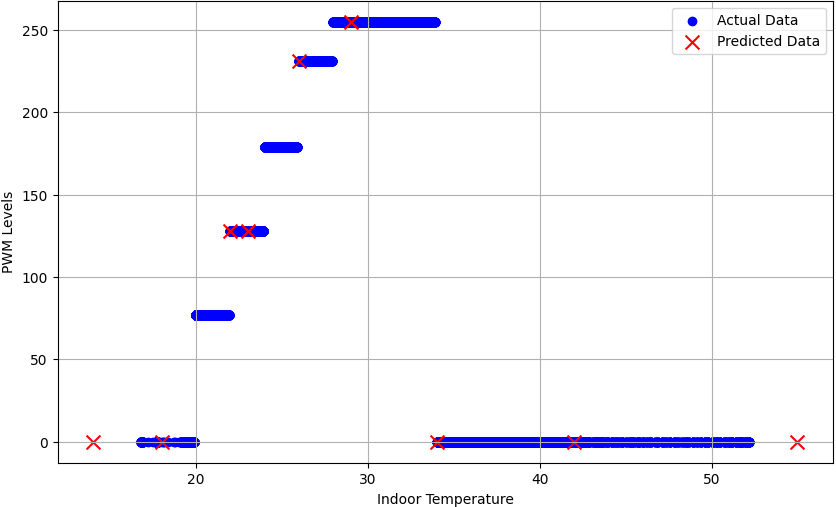 Actual Data
Predicted Data
PWM Levels
250
200
150
100
50
0
20
30
40
50
Indoor Temperature